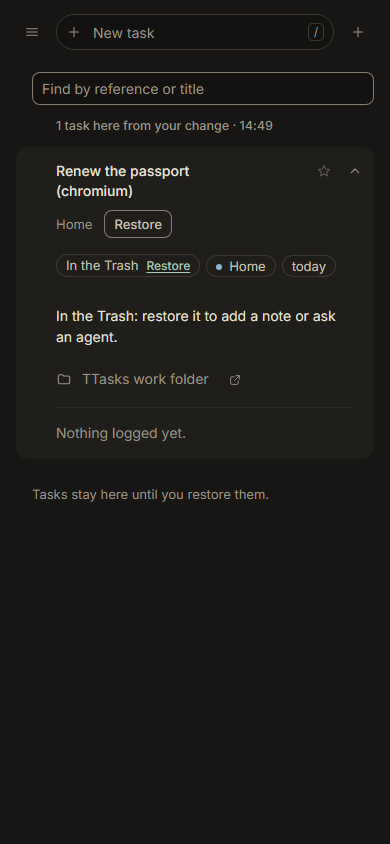 New task /
Find by reference or title
1 task here from your change · 14:49
Renew the passport
(chromium)
Home Restore
In the Trash Restore Home today
In the Trash: restore it to add a note or ask
an agent.
TTasks work folder
Nothing logged yet.
Tasks stay here until you restore them.